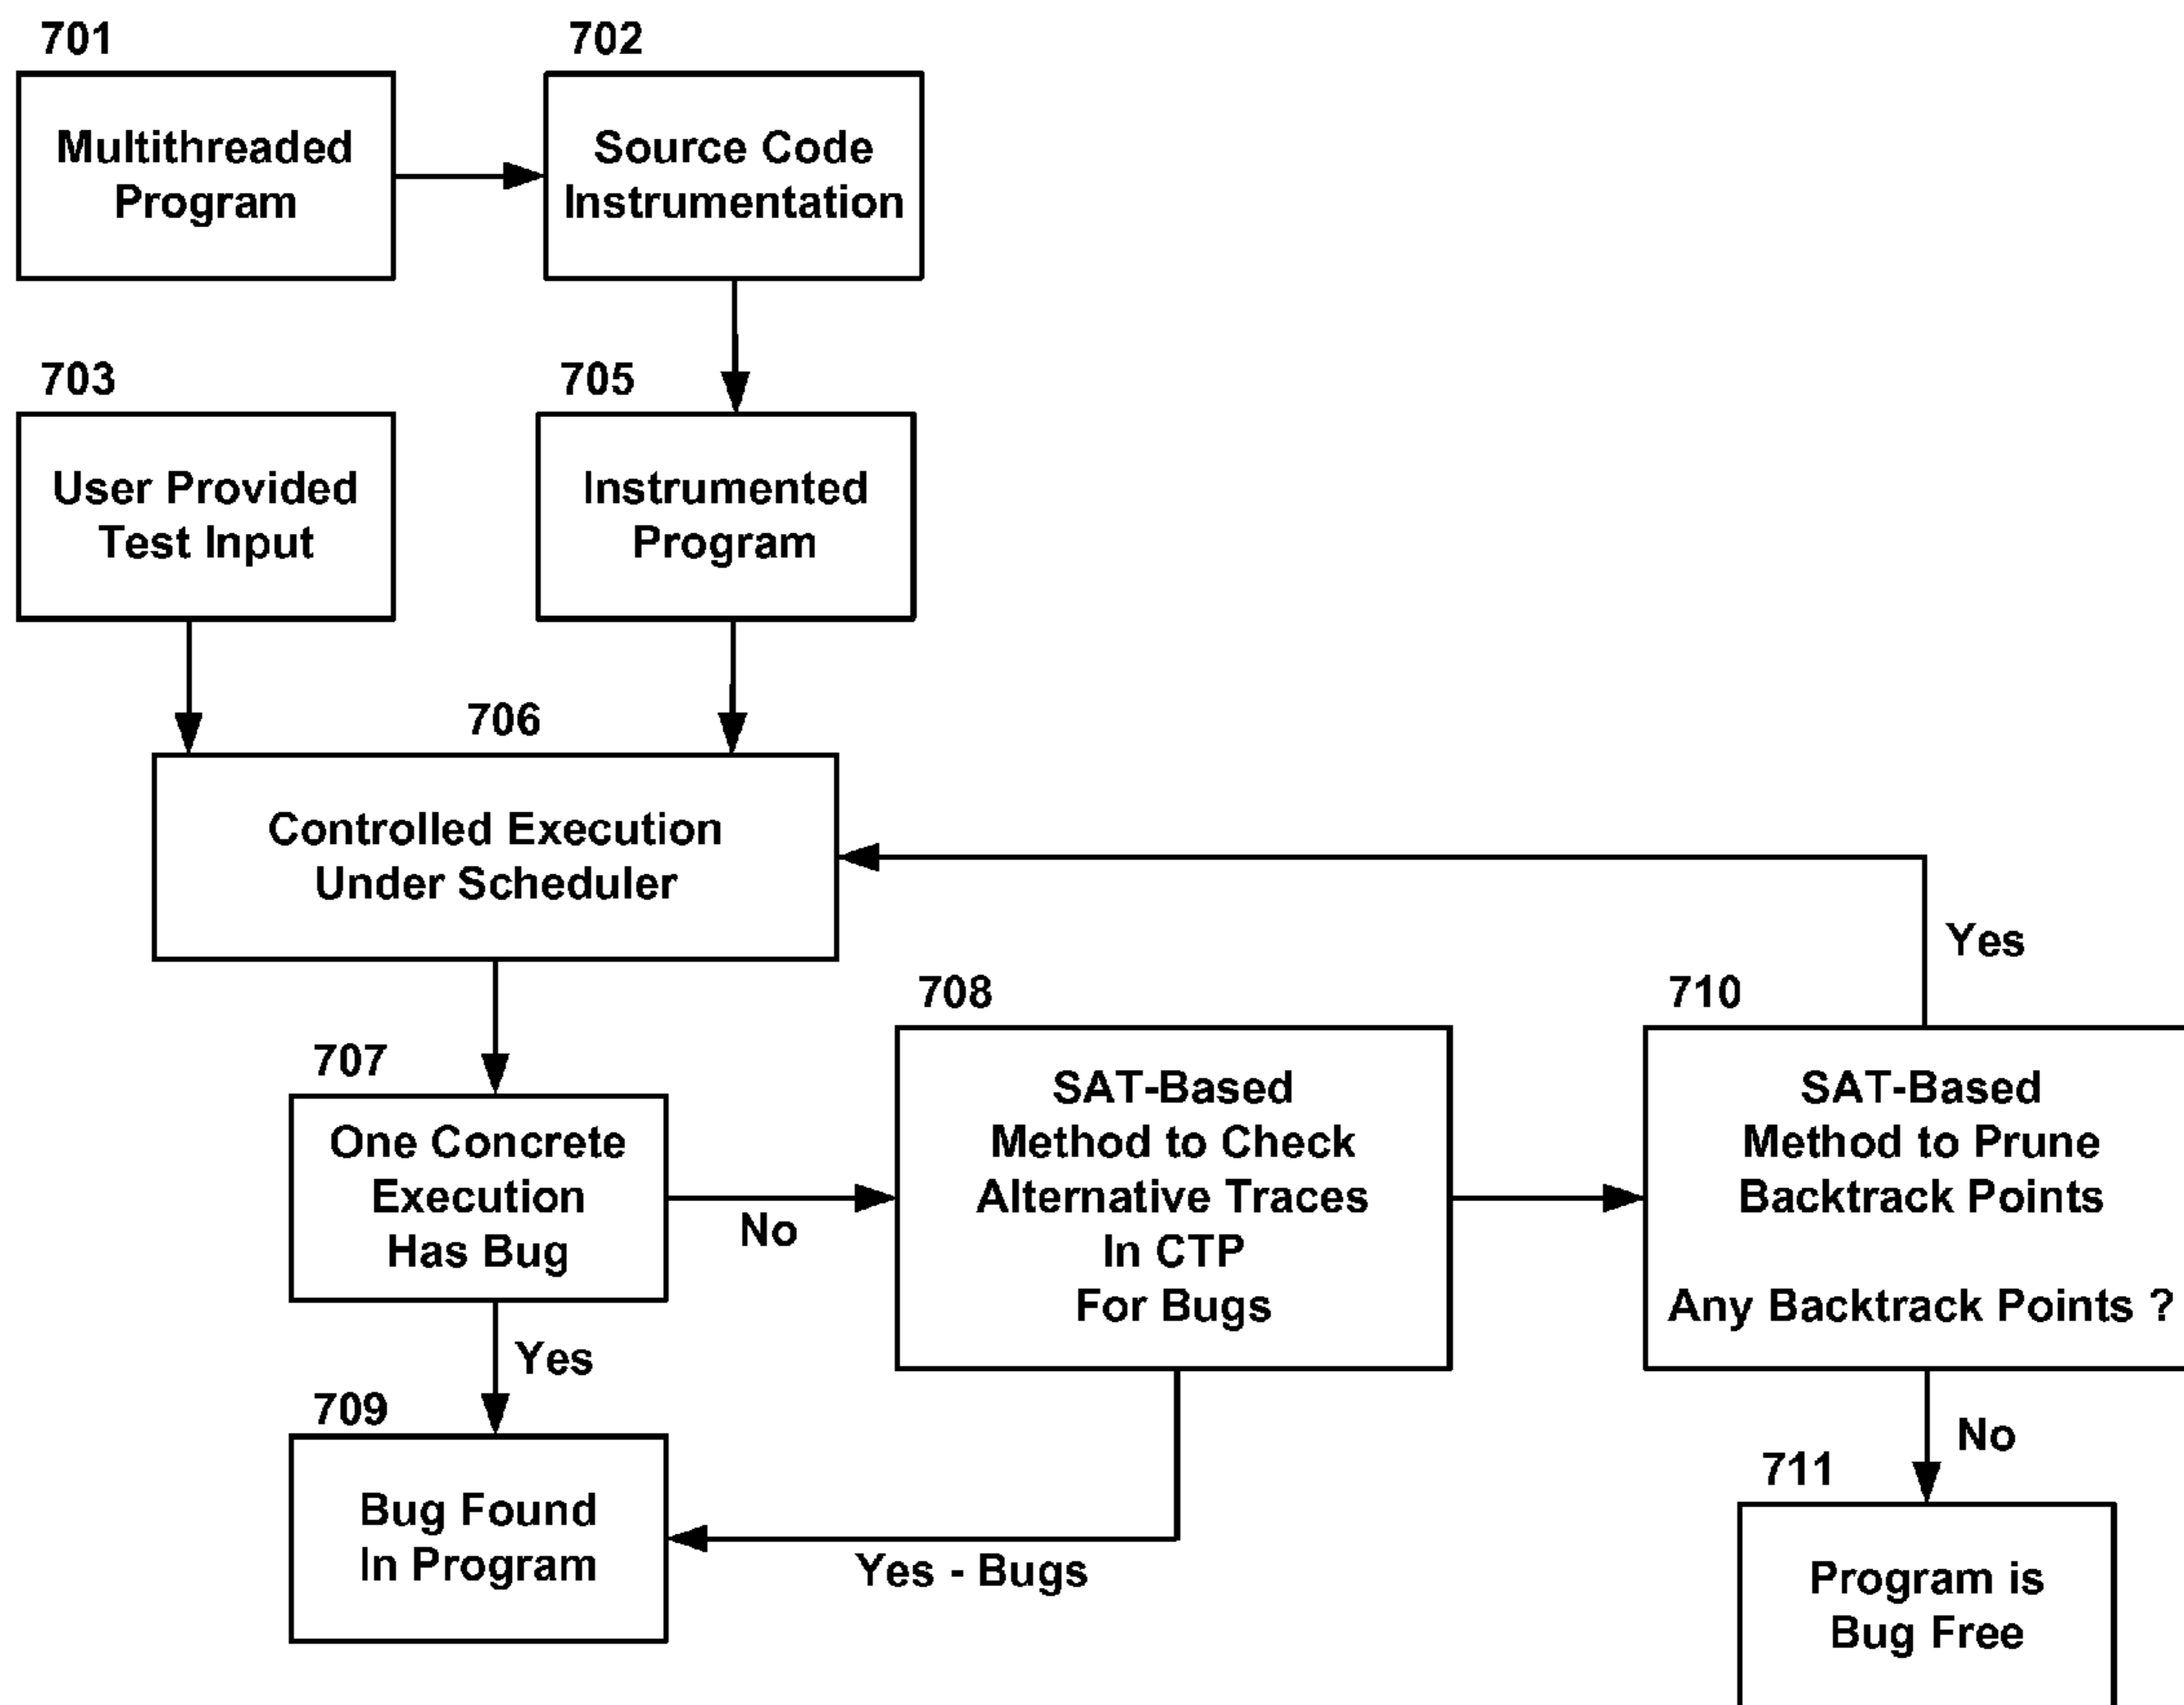 701
Multithreaded
Program
702
Source Code
Instrumentation
703
User Provided
Test Input
705
Instrumented
Program
706
Controlled Execution
Under Scheduler
Yes
707
One Concrete
Execution
Has Bug
No
708
SAT-Based
Method to Check
Alternative Traces
In CTP
For Bugs
710
SAT-Based
Method to Prune
Backtrack Points
Any Backtrack Points ?
Yes
709
Bug Found
In Program
Yes - Bugs
No
711
Program is
Bug Free